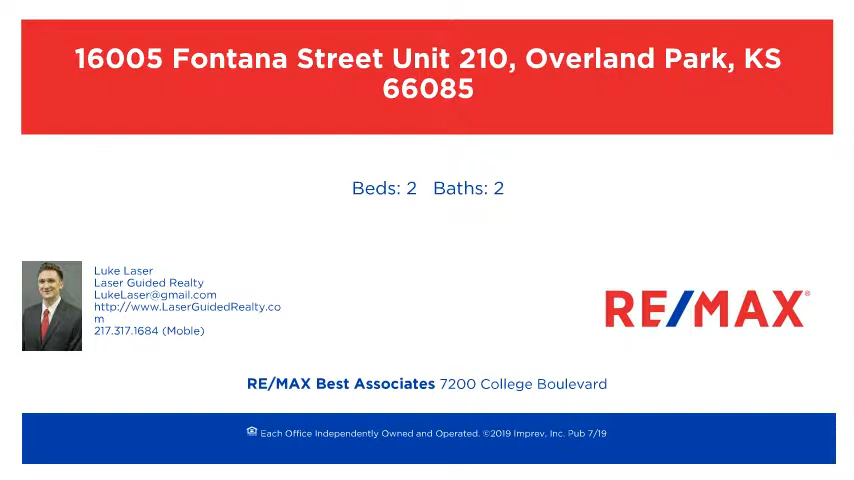 16005 Fontana Street Unit 210, Overland Park, KS
66085
Beds: 2 Baths: 2
Luke Laser
Laser Guided Realty
LukeLaser@gmail.com
http://www.LaserGuidedRealty.co
m
217.317.1684 (Moble)
RE/MAX®
RE/MAX Best Associates 7200 College Boulevard
Each Office Independently Owned and Operated. ©2019 Imprev, Inc. Pub 7/19